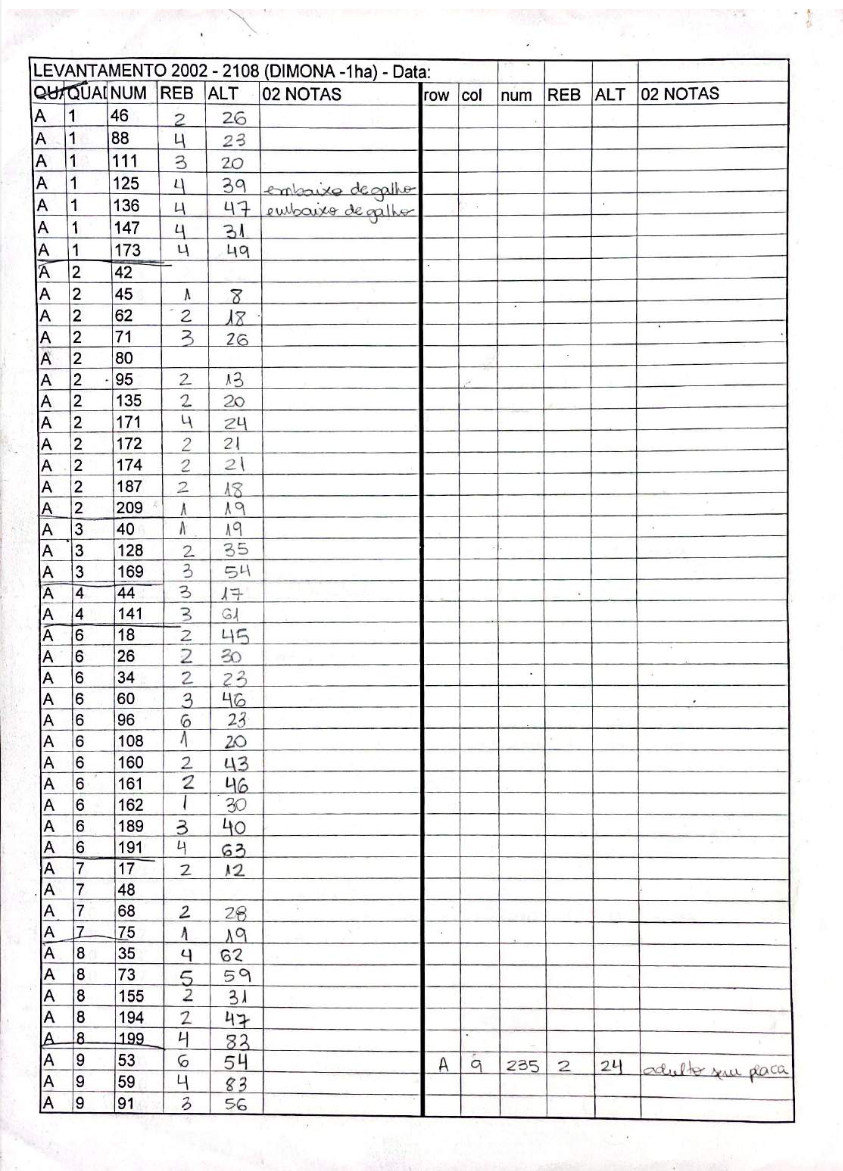 LEVANTAMENTO 2002 - 2108 (DIMONA -1ha) - Data:
QUA QUAD NUM REB ALT 02 NOTAS row col num REB ALT 02 NOTAS
A 1 46 2 26
A 1 88 4 23
A 1 111 3 20
A 1 125 4 39 embaixo de galho
A 1 136 4 47 embaixo de galho
A 1 147 4 31
A 1 173 4 49
A 2 42
A 2 45 1 8
A 2 62 2 18
A 2 71 3 26
A 2 80
A 2 95 2 13
A 2 135 2 20
A 2 171 4 24
A 2 172 2 21
A 2 174 2 21
A 2 187 2 18
A 2 209 1 19
A 3 40 1 19
A 3 128 2 35
A 3 169 3 54
A 4 44 3 17
A 4 141 3 61
A 6 18 2 45
A 6 26 2 30
A 6 34 2 23
A 6 60 3 46
A 6 96 6 23
A 6 108 1 20
A 6 160 2 43
A 6 161 2 46
A 6 162 1 30
A 6 189 3 40
A 6 191 4 63
A 7 17 2 12
A 7 48
A 7 68 2 28
A 7 75 1 19
A 8 35 4 62
A 8 73 5 59
A 8 155 2 31
A 8 194 2 47
A 8 199 4 83
A 9 53 6 54 A 9 235 2 24 adulto sem placa
A 9 59 4 83
A 9 91 3 56